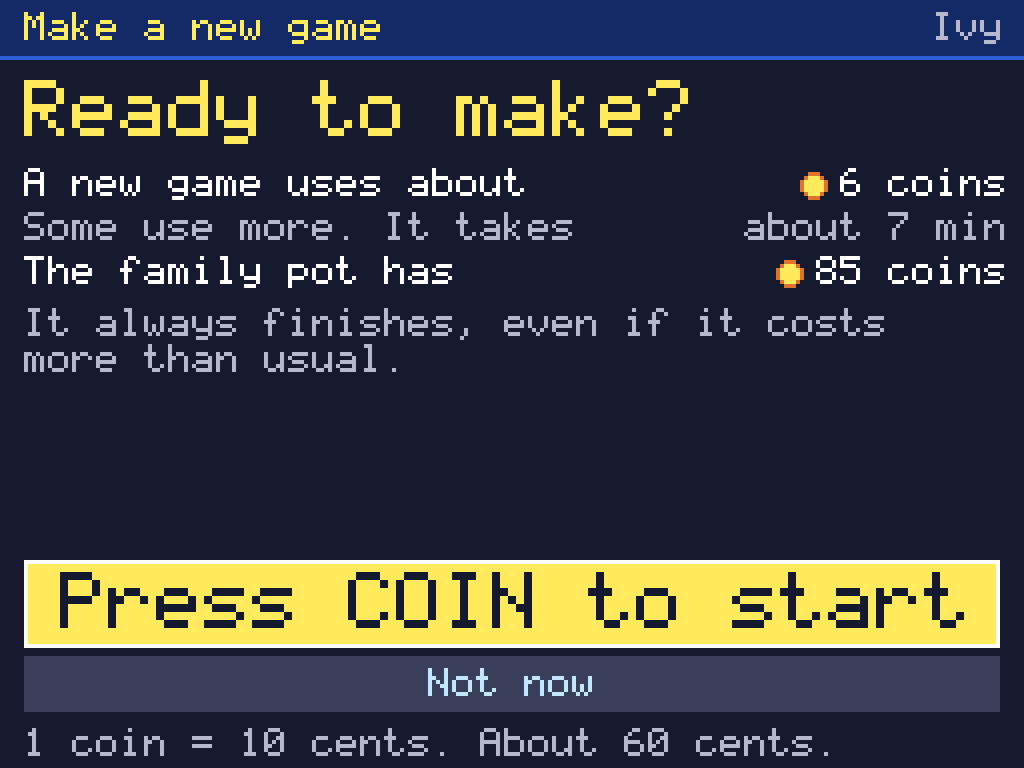 Make a new game Ivy
Ready to make?
A new game uses about 6 coins
Some use more. It takes about 7 min
The family pot has 85 coins
It always finishes, even if it costs
more than usual.
Press COIN to start
Not now
1 coin = 10 cents. About 60 cents.